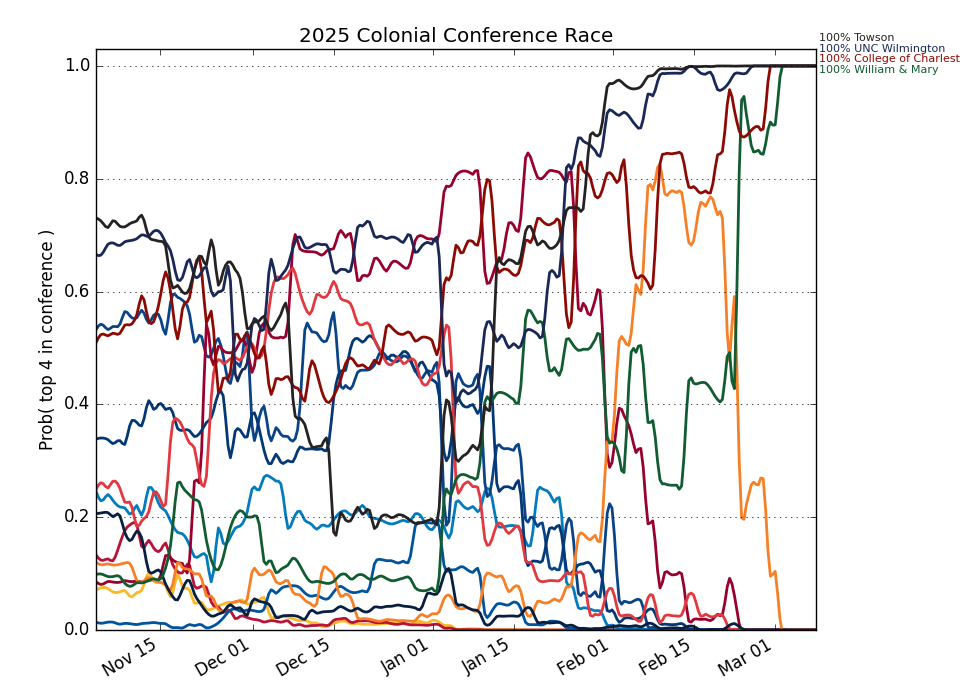 2025 Colonial Conference Race
100% Towson
100% UNC Wilmington
100% College of Charlest
100% William & Mary
Prob( top 4 in conference )
1.0
0.8
0.6
0.4
0.2
0.0
Nov 15
Dec 01
Dec 15
Jan 01
Jan 15
Feb 01
Feb 15
Mar 01